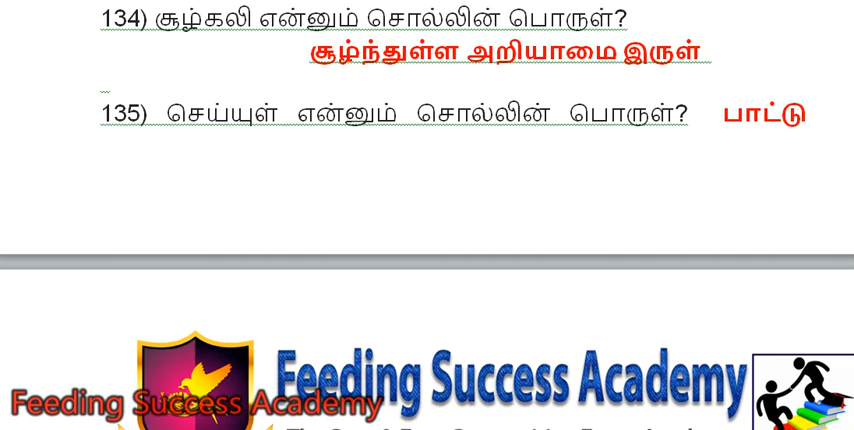 134) சூழ்கலி என்னும் சொல்லின் பொருள்?
சூழ்ந்துள்ள அறியாமை இருள்
135) செய்யுள் என்னும் சொல்லின் பொருள்? பாட்டு
Feeding Success Academy
Feeding Success Academy